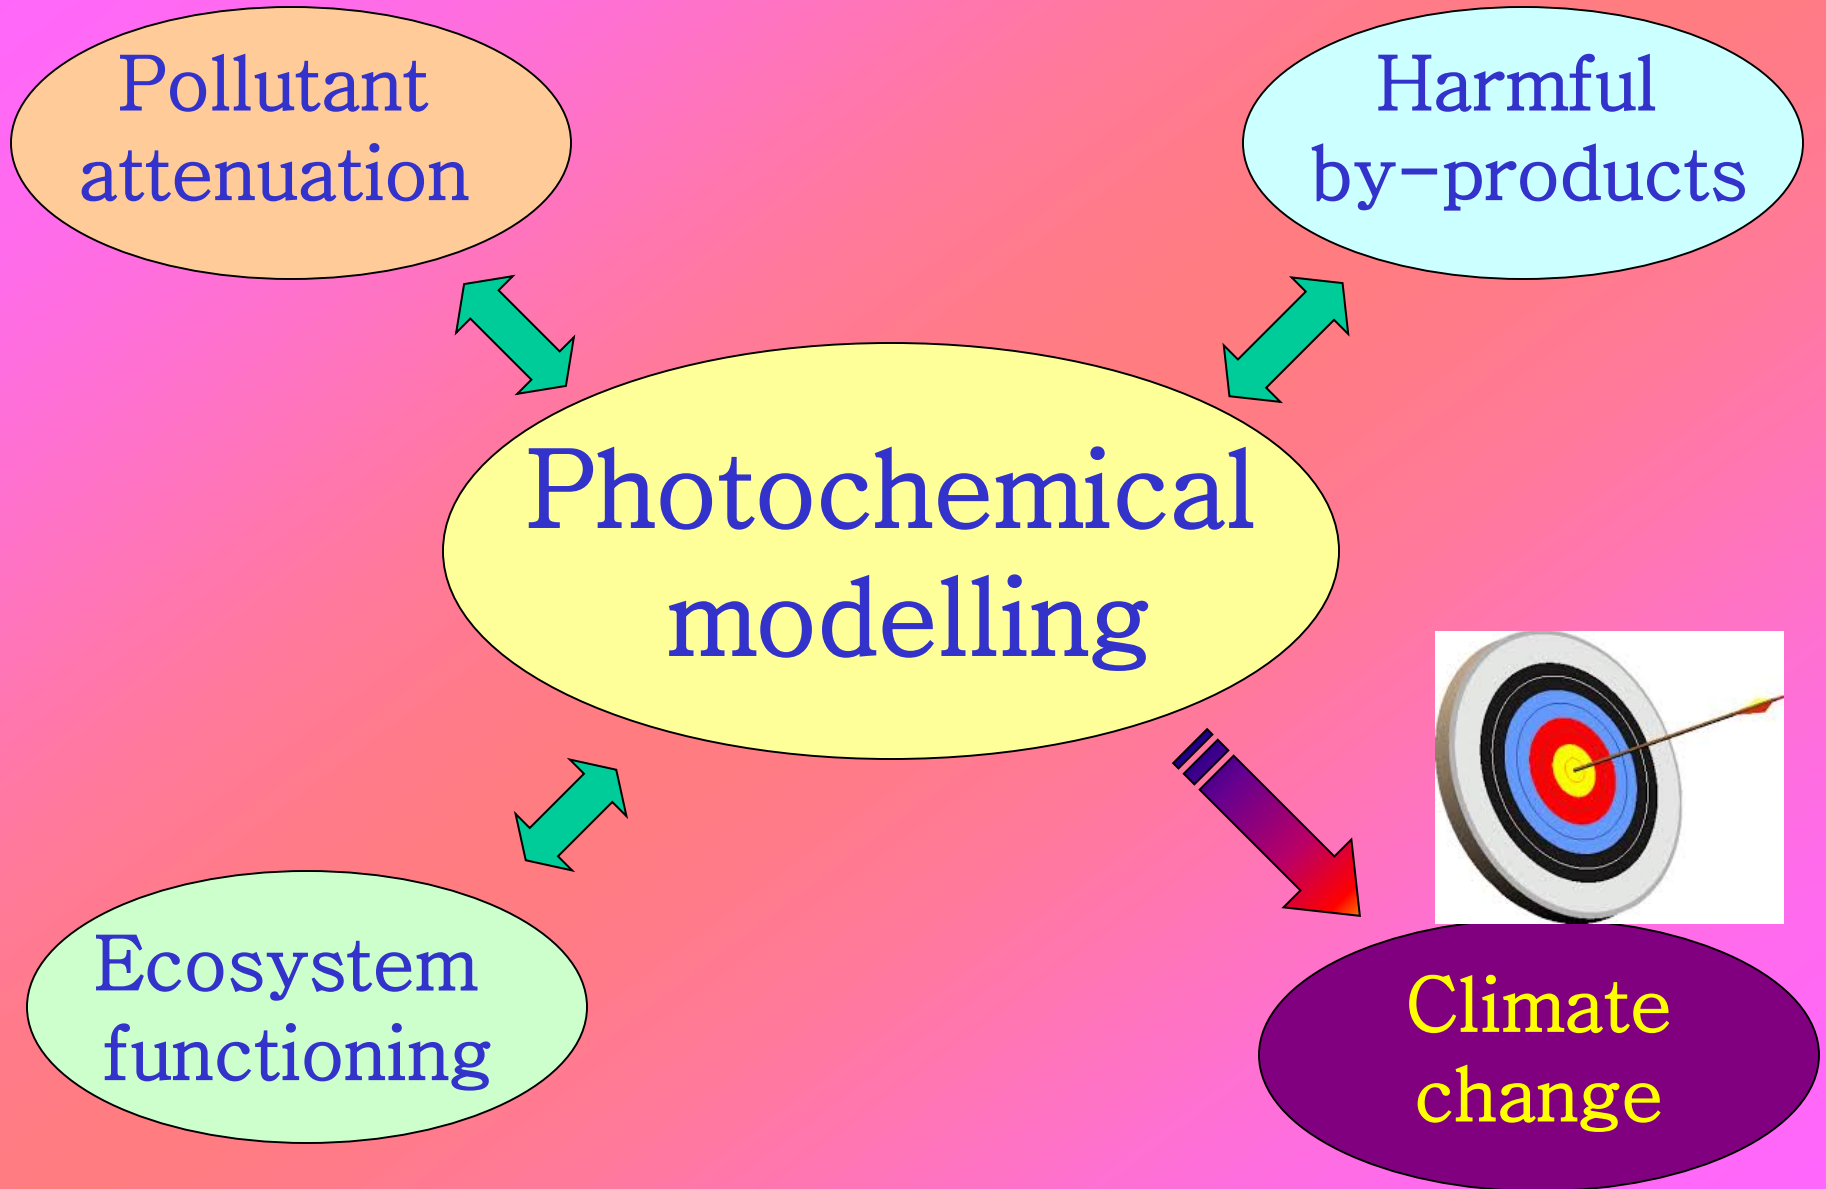 Pollutant
attenuation
Harmful
by-products
Photochemical
modelling
Ecosystem
functioning
Climate
change